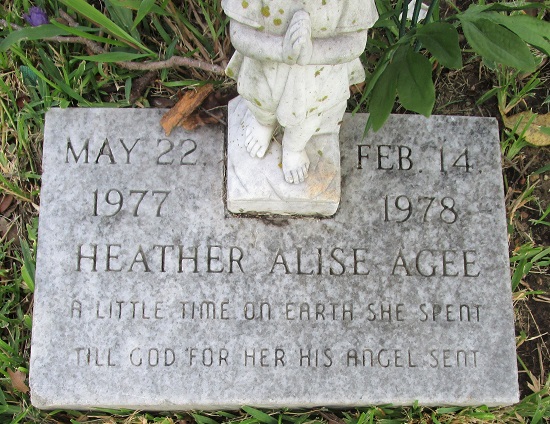 MAY 22, FEB. 14,
1977 1978
HEATHER ALISE AGEE
A LITTLE TIME ON EARTH SHE SPENT
TILL GOD FOR HER HIS ANGEL SENT